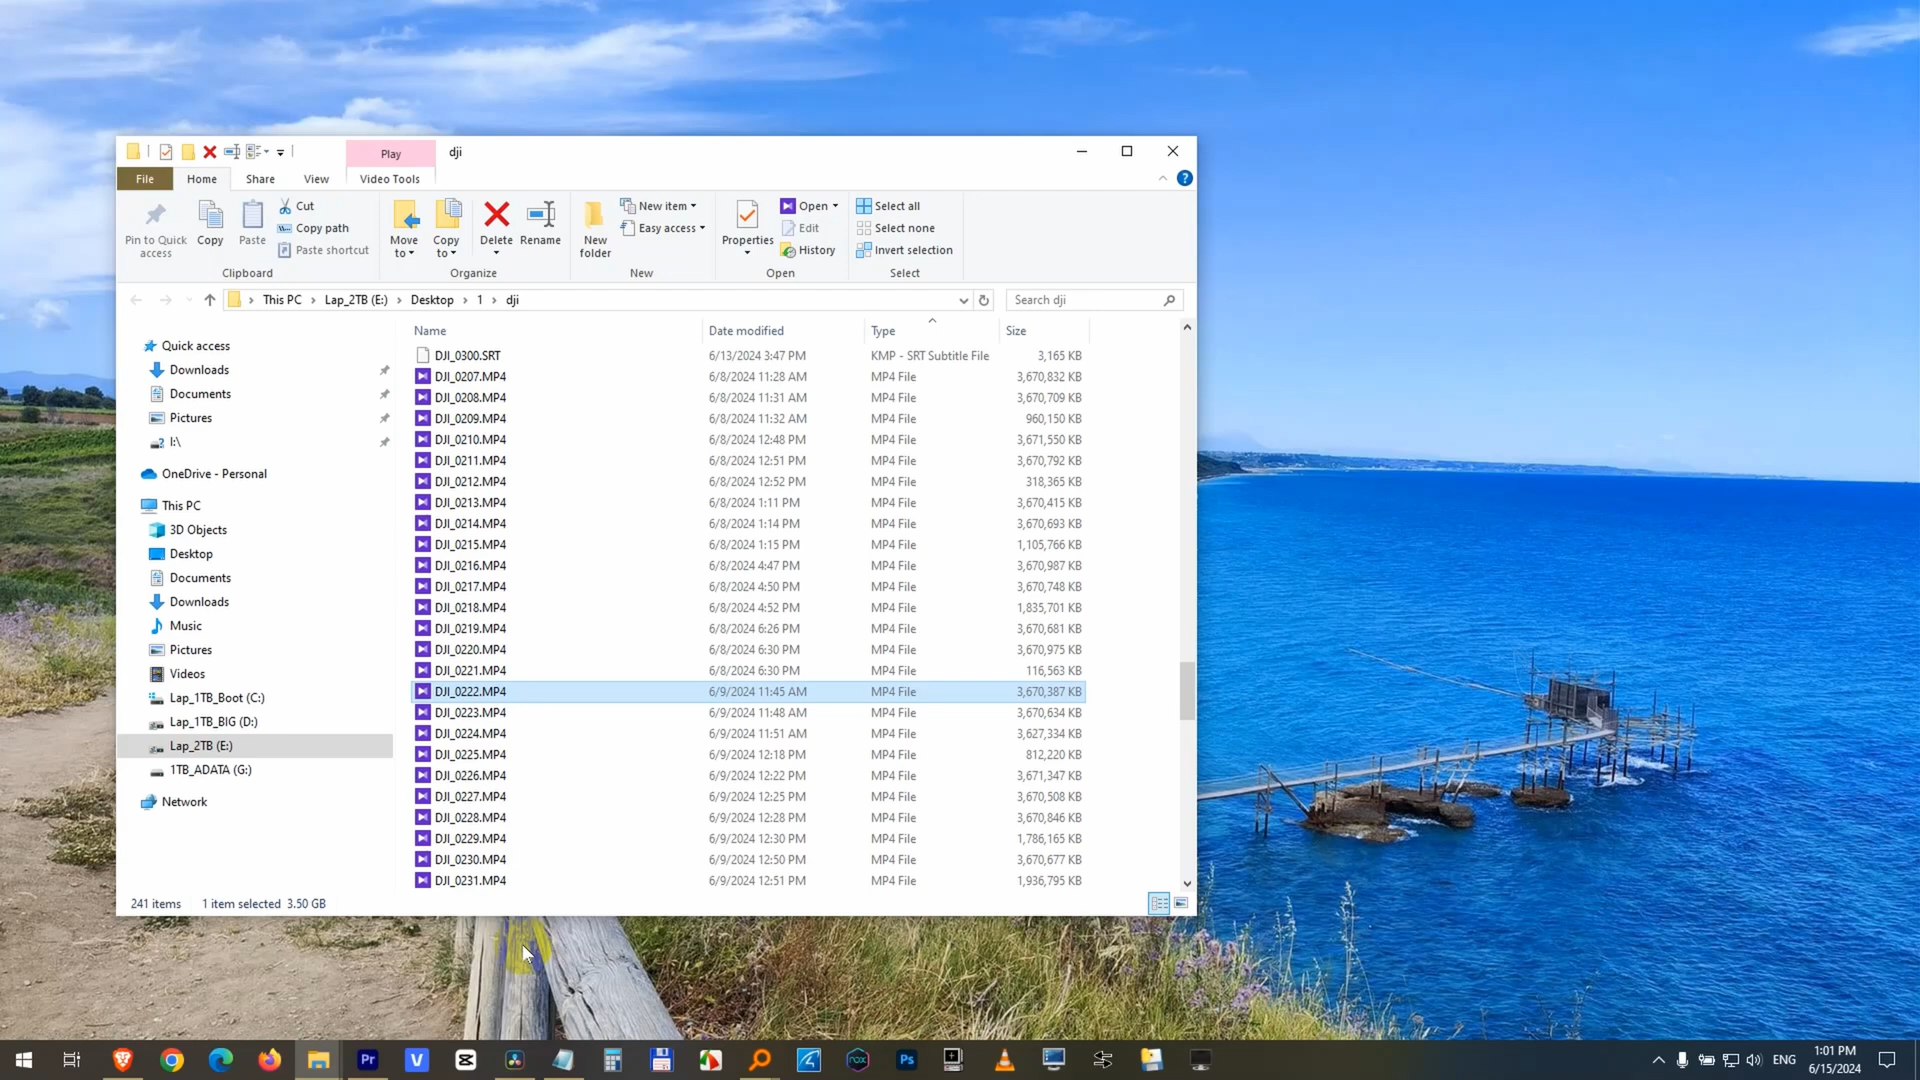 Play dji
File Home Share View Video Tools
Pin to Quick access
Copy
Paste
Cut
Copy path
Paste shortcut
Clipboard
Move to
Copy to
Delete
Rename
Organize
New folder
New item
Easy access
New
Properties
Open
Edit
History
Open
Select all
Select none
Invert selection
Select
This PC › Lap_2TB (E:) › Desktop › 1 › dji
Search dji
Quick access
Downloads
Documents
Pictures
I:\
OneDrive - Personal
This PC
3D Objects
Desktop
Documents
Downloads
Music
Pictures
Videos
Lap_1TB_Boot (C:)
Lap_1TB_BIG (D:)
Lap_2TB (E:)
1TB_ADATA (G:)
Network
Name Date modified Type Size
DJI_0300.SRT 6/13/2024 3:47 PM KMP - SRT Subtitle File 3,165 KB
DJI_0207.MP4 6/8/2024 11:28 AM MP4 File 3,670,832 KB
DJI_0208.MP4 6/8/2024 11:31 AM MP4 File 3,670,709 KB
DJI_0209.MP4 6/8/2024 11:32 AM MP4 File 960,150 KB
DJI_0210.MP4 6/8/2024 12:48 PM MP4 File 3,671,550 KB
DJI_0211.MP4 6/8/2024 12:51 PM MP4 File 3,670,792 KB
DJI_0212.MP4 6/8/2024 12:52 PM MP4 File 318,365 KB
DJI_0213.MP4 6/8/2024 1:11 PM MP4 File 3,670,415 KB
DJI_0214.MP4 6/8/2024 1:14 PM MP4 File 3,670,693 KB
DJI_0215.MP4 6/8/2024 1:15 PM MP4 File 1,105,766 KB
DJI_0216.MP4 6/8/2024 4:47 PM MP4 File 3,670,987 KB
DJI_0217.MP4 6/8/2024 4:50 PM MP4 File 3,670,748 KB
DJI_0218.MP4 6/8/2024 4:52 PM MP4 File 1,835,701 KB
DJI_0219.MP4 6/8/2024 6:26 PM MP4 File 3,670,681 KB
DJI_0220.MP4 6/8/2024 6:30 PM MP4 File 3,670,975 KB
DJI_0221.MP4 6/8/2024 6:30 PM MP4 File 116,563 KB
DJI_0222.MP4 6/9/2024 11:45 AM MP4 File 3,670,387 KB
DJI_0223.MP4 6/9/2024 11:48 AM MP4 File 3,670,634 KB
DJI_0224.MP4 6/9/2024 11:51 AM MP4 File 3,627,334 KB
DJI_0225.MP4 6/9/2024 12:18 PM MP4 File 812,220 KB
DJI_0226.MP4 6/9/2024 12:22 PM MP4 File 3,671,347 KB
DJI_0227.MP4 6/9/2024 12:25 PM MP4 File 3,670,508 KB
DJI_0228.MP4 6/9/2024 12:28 PM MP4 File 3,670,846 KB
DJI_0229.MP4 6/9/2024 12:30 PM MP4 File 1,786,165 KB
DJI_0230.MP4 6/9/2024 12:50 PM MP4 File 3,670,677 KB
DJI_0231.MP4 6/9/2024 12:51 PM MP4 File 1,936,795 KB
241 items 1 item selected 3.50 GB
Pr V Ps ENG
1:01 PM
6/15/2024